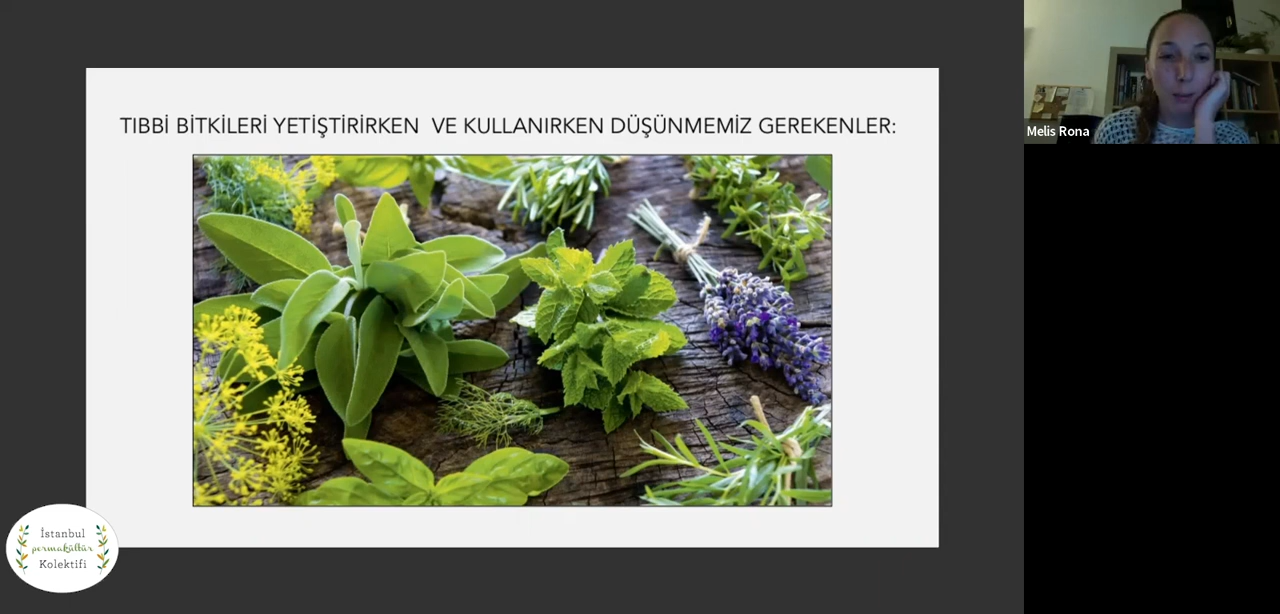 TIBBİ BİTKİLERİ YETİŞTİRİRKEN  VE KULLANIRKEN DÜŞÜNMEMİZ GEREKENLER:
Melis Rona
İstanbul
permakültür
Kolektifi